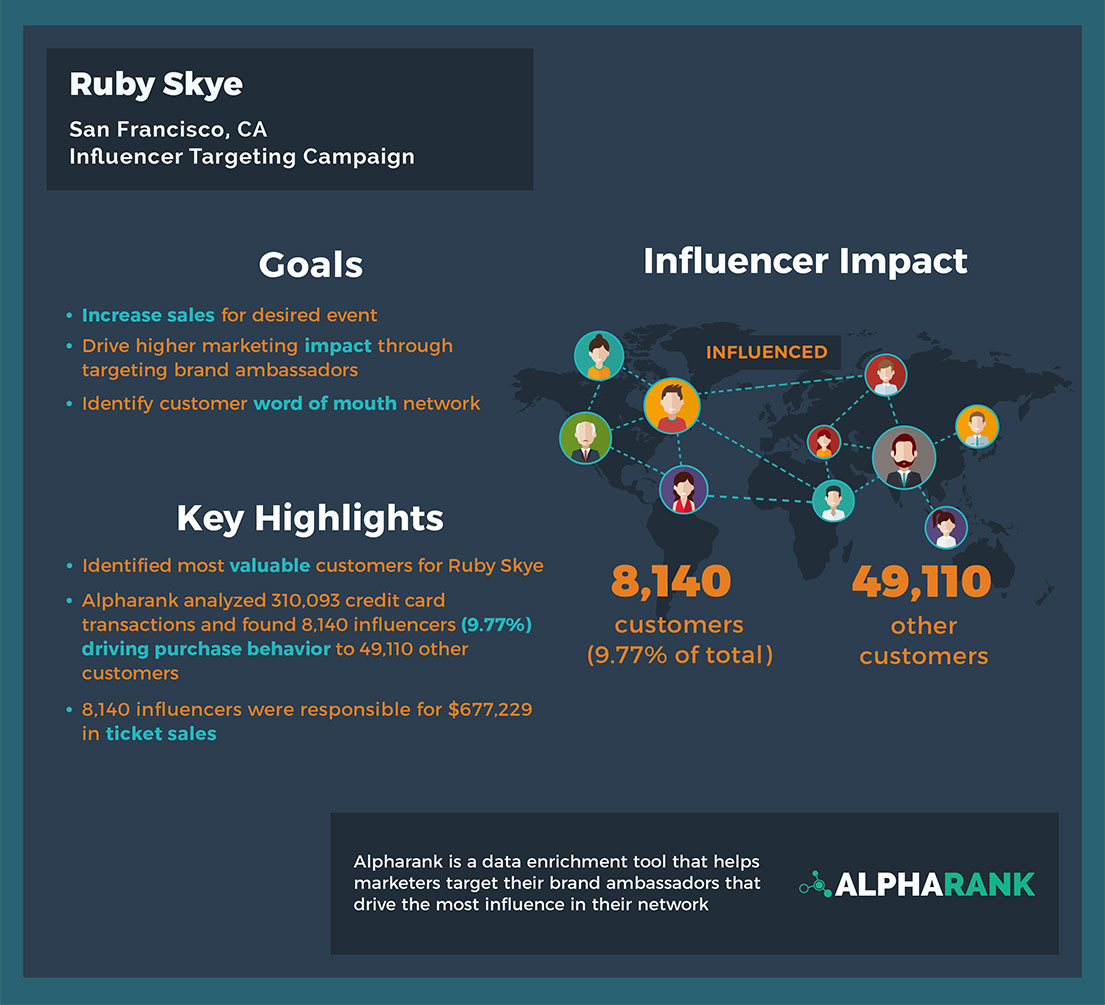 Ruby Skye
San Francisco, CA
Influencer Targeting Campaign
Goals
• Increase sales for desired event
• Drive higher marketing impact through
targeting brand ambassadors
• Identify customer word of mouth network
Key Highlights
• Identified most valuable customers for Ruby Skye
• Alpharank analyzed 310,093 credit card
transactions and found 8,140 influencers (9.77%)
driving purchase behavior to 49,110 other
customers
• 8,140 influencers were responsible for $677,229
in ticket sales
Influencer Impact
INFLUENCED
8,140
customers
(9.77% of total)
49,110
other
customers
Alpharank is a data enrichment tool that helps
marketers target their brand ambassadors that
drive the most influence in their network
ALPHARANK